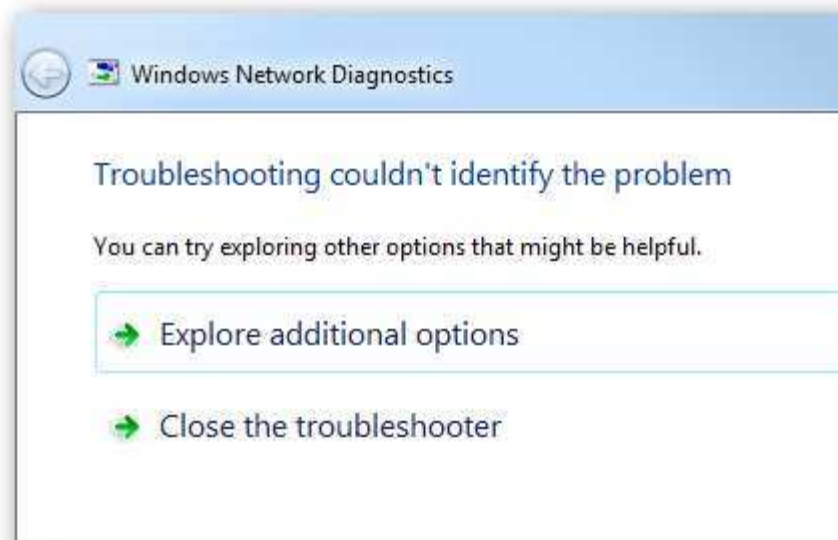 Windows Network Diagnostics
Troubleshooting couldn't identify the problem
You can try exploring other options that might be helpful.
Explore additional options
Close the troubleshooter